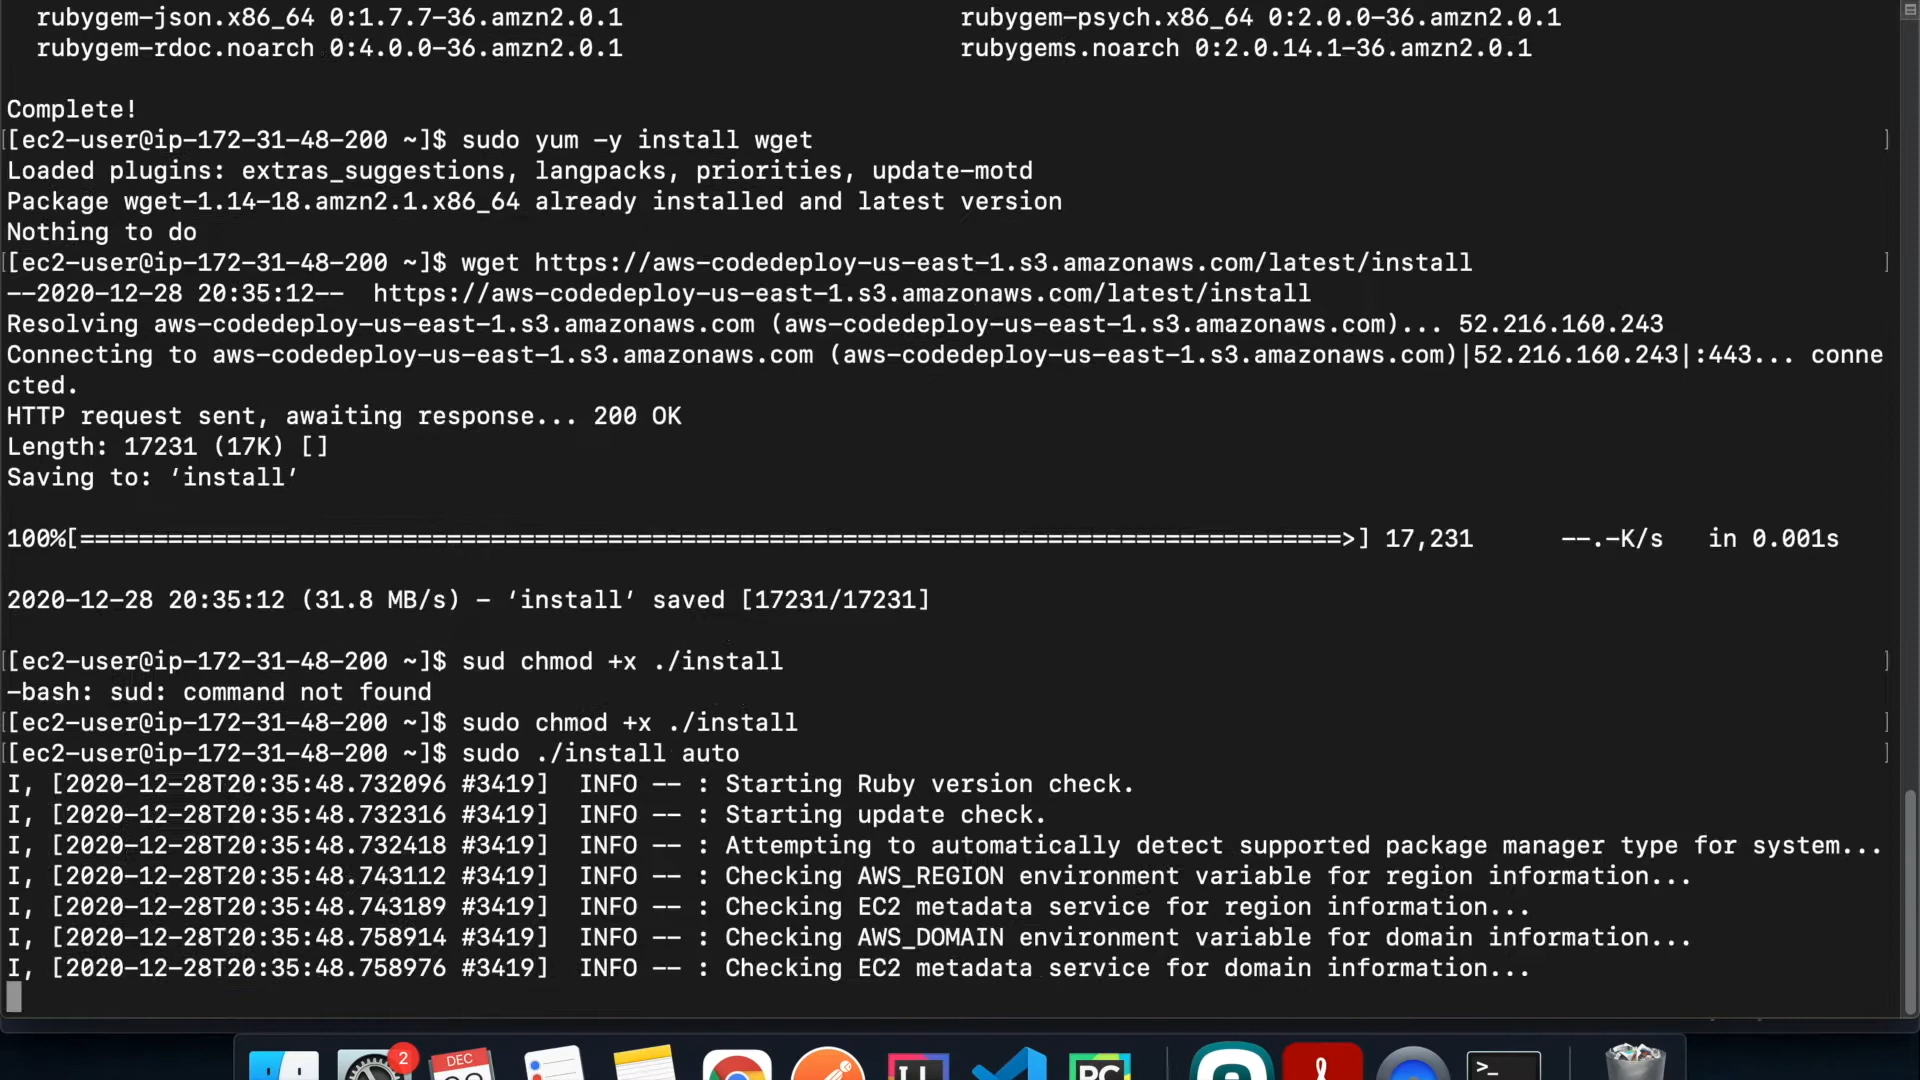 rubygem-json.x86_64 0:1.7.7-36.amzn2.0.1 rubygem-psych.x86_64 0:2.0.0-36.amzn2.0.1
rubygem-rdoc.noarch 0:4.0.0-36.amzn2.0.1 rubygems.noarch 0:2.0.14.1-36.amzn2.0.1
Complete!
[ec2-user@ip-172-31-48-200 ~]$ sudo yum -y install wget
Loaded plugins: extras_suggestions, langpacks, priorities, update-motd
Package wget-1.14-18.amzn2.1.x86_64 already installed and latest version
Nothing to do
[ec2-user@ip-172-31-48-200 ~]$ wget https://aws-codedeploy-us-east-1.s3.amazonaws.com/latest/install
--2020-12-28 20:35:12-- https://aws-codedeploy-us-east-1.s3.amazonaws.com/latest/install
Resolving aws-codedeploy-us-east-1.s3.amazonaws.com (aws-codedeploy-us-east-1.s3.amazonaws.com)... 52.216.160.243
Connecting to aws-codedeploy-us-east-1.s3.amazonaws.com (aws-codedeploy-us-east-1.s3.amazonaws.com)|52.216.160.243|:443... conne
cted.
HTTP request sent, awaiting response... 200 OK
Length: 17231 (17K) []
Saving to: ‘install’
100%[======================================================================================>] 17,231 --.-K/s in 0.001s
2020-12-28 20:35:12 (31.8 MB/s) - ‘install’ saved [17231/17231]
[ec2-user@ip-172-31-48-200 ~]$ sud chmod +x ./install
-bash: sud: command not found
[ec2-user@ip-172-31-48-200 ~]$ sudo chmod +x ./install
[ec2-user@ip-172-31-48-200 ~]$ sudo ./install auto
I, [2020-12-28T20:35:48.732096 #3419]  INFO -- : Starting Ruby version check.
I, [2020-12-28T20:35:48.732316 #3419]  INFO -- : Starting update check.
I, [2020-12-28T20:35:48.732418 #3419]  INFO -- : Attempting to automatically detect supported package manager type for system...
I, [2020-12-28T20:35:48.743112 #3419]  INFO -- : Checking AWS_REGION environment variable for region information...
I, [2020-12-28T20:35:48.743189 #3419]  INFO -- : Checking EC2 metadata service for region information...
I, [2020-12-28T20:35:48.758914 #3419]  INFO -- : Checking AWS_DOMAIN environment variable for domain information...
I, [2020-12-28T20:35:48.758976 #3419]  INFO -- : Checking EC2 metadata service for domain information...
2
DEC
PC
>_